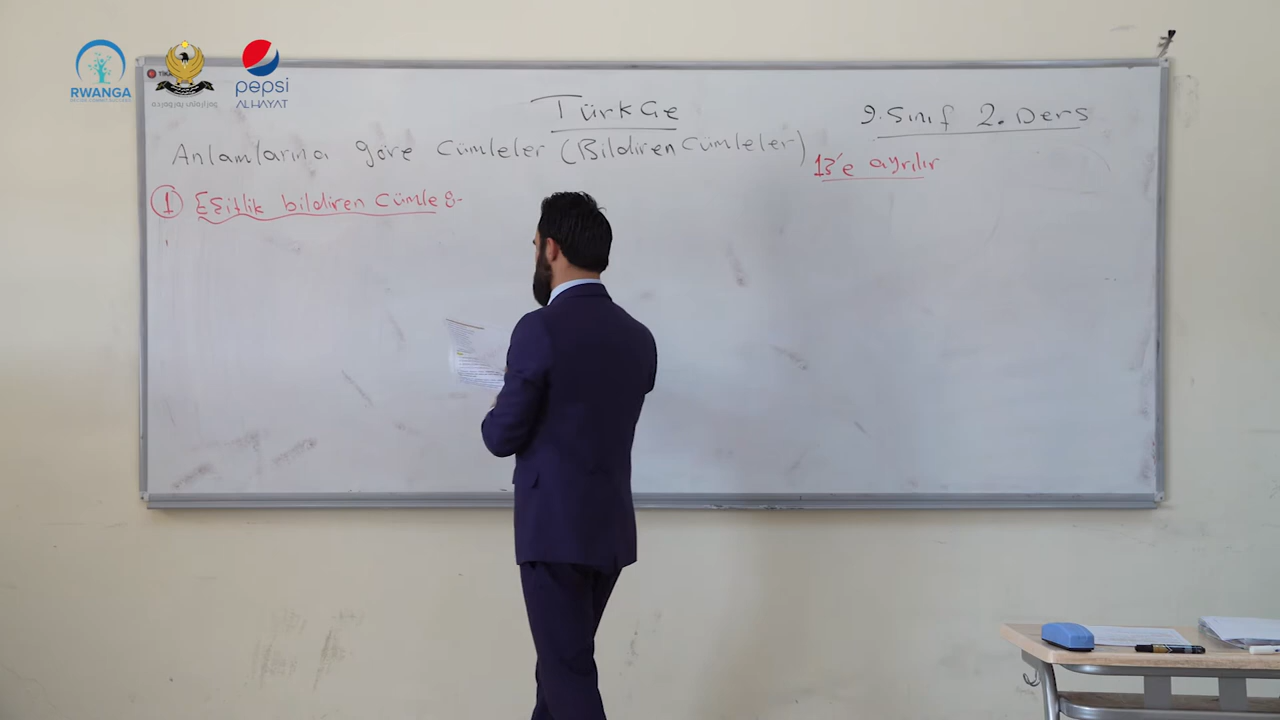 RWANGA
pepsi
ALHAYAT
Türkçe
9. Sınıf 2. Ders
Anlamlarına göre Cümleler (Bildiren Cümleler)
13'e ayrılır
1 Eşitlik bildiren Cümle :-